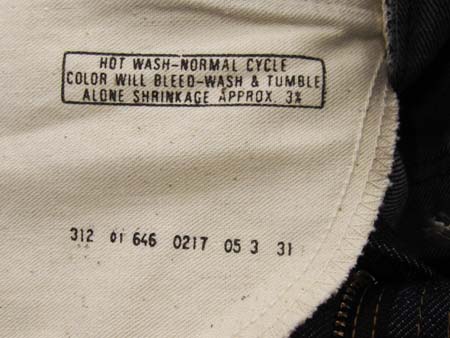 HOT WASH-NORMAL CYCLE
COLOR WILL BLEED-WASH & TUMBLE
ALONE SHRINKAGE APPROX. 3%
312 01 646 0217 05 3 31